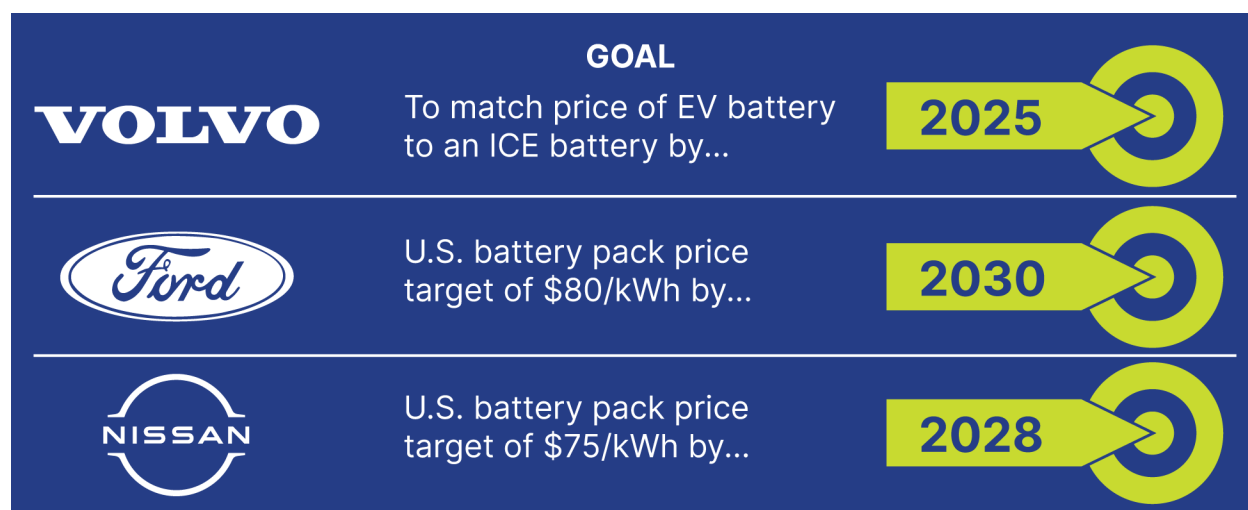 GOAL
VOLVO
To match price of EV battery
to an ICE battery by...
2025
Ford
U.S. battery pack price
target of $80/kWh by...
2030
NISSAN
U.S. battery pack price
target of $75/kWh by...
2028